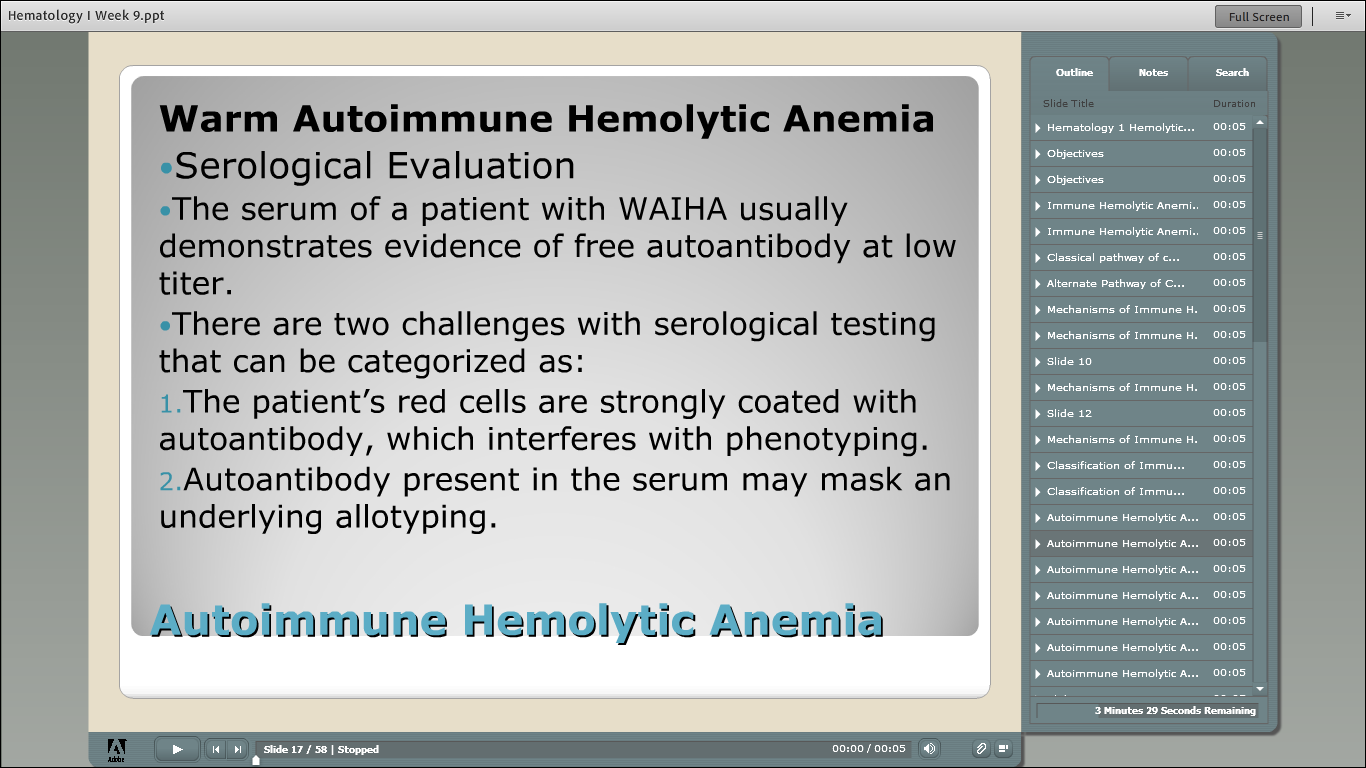 Hematology I Week 9.ppt
Full Screen
Warm Autoimmune Hemolytic Anemia
•Serological Evaluation
•The serum of a patient with WAIHA usually
demonstrates evidence of free autoantibody at low
titer.
•There are two challenges with serological testing
that can be categorized as:
1.The patient's red cells are strongly coated with
autoantibody, which interferes with phenotyping.
2.Autoantibody present in the serum may mask an
underlying allotyping.
Autoimmune Hemolytic Anemia
Outline Notes Search
Slide Title Duration
Hematology 1 Hemolytic... 00:05
Objectives 00:05
Objectives 00:05
Immune Hemolytic Anemi.. 00:05
Immune Hemolytic Anemi.. 00:05
Classical pathway of c... 00:05
Alternate Pathway of C... 00:05
Mechanisms of Immune H. 00:05
Mechanisms of Immune H. 00:05
Slide 10 00:05
Mechanisms of Immune H. 00:05
Slide 12 00:05
Mechanisms of Immune H. 00:05
Classification of Immu... 00:05
Classification of Immu... 00:05
Autoimmune Hemolytic A... 00:05
Autoimmune Hemolytic A... 00:05
Autoimmune Hemolytic A... 00:05
Autoimmune Hemolytic A... 00:05
Autoimmune Hemolytic A... 00:05
Autoimmune Hemolytic A... 00:05
Autoimmune Hemolytic A... 00:05
3 Minutes 29 Seconds Remaining
Adobe
Slide 17 / 58 | Stopped
00:00 / 00:05